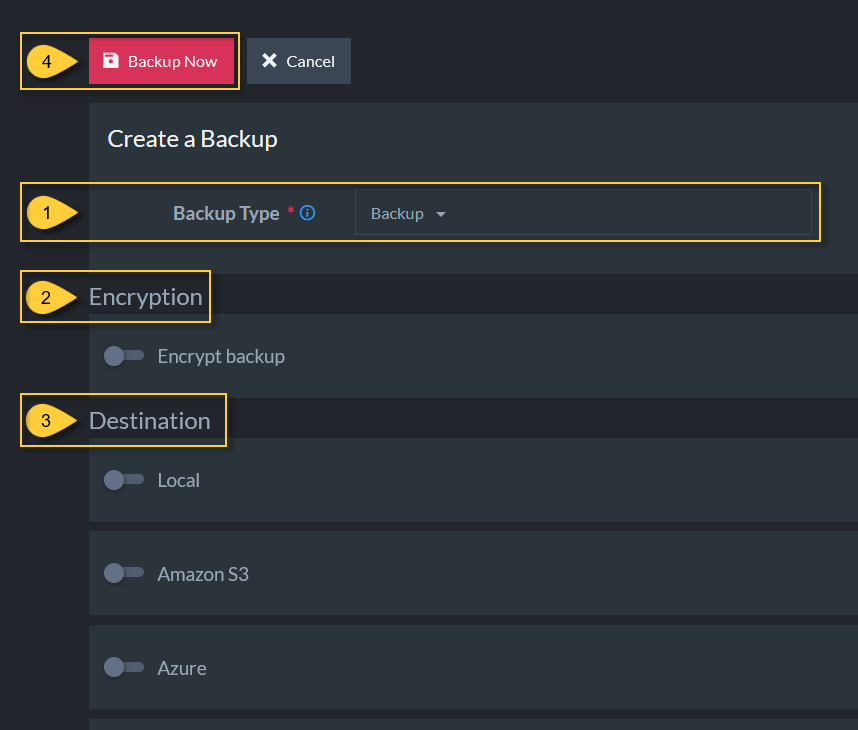 4 Backup Now Cancel
Create a Backup
1 Backup Type * Backup
2 Encryption
Encrypt backup
3 Destination
Local
Amazon S3
Azure